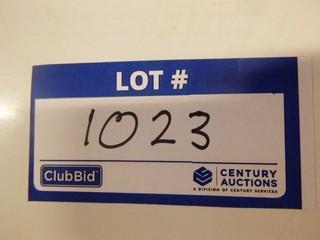 LOT #
1023
ClubBid
CENTURY
AUCTIONS
A DIVISION OF CENTURY SERVICES